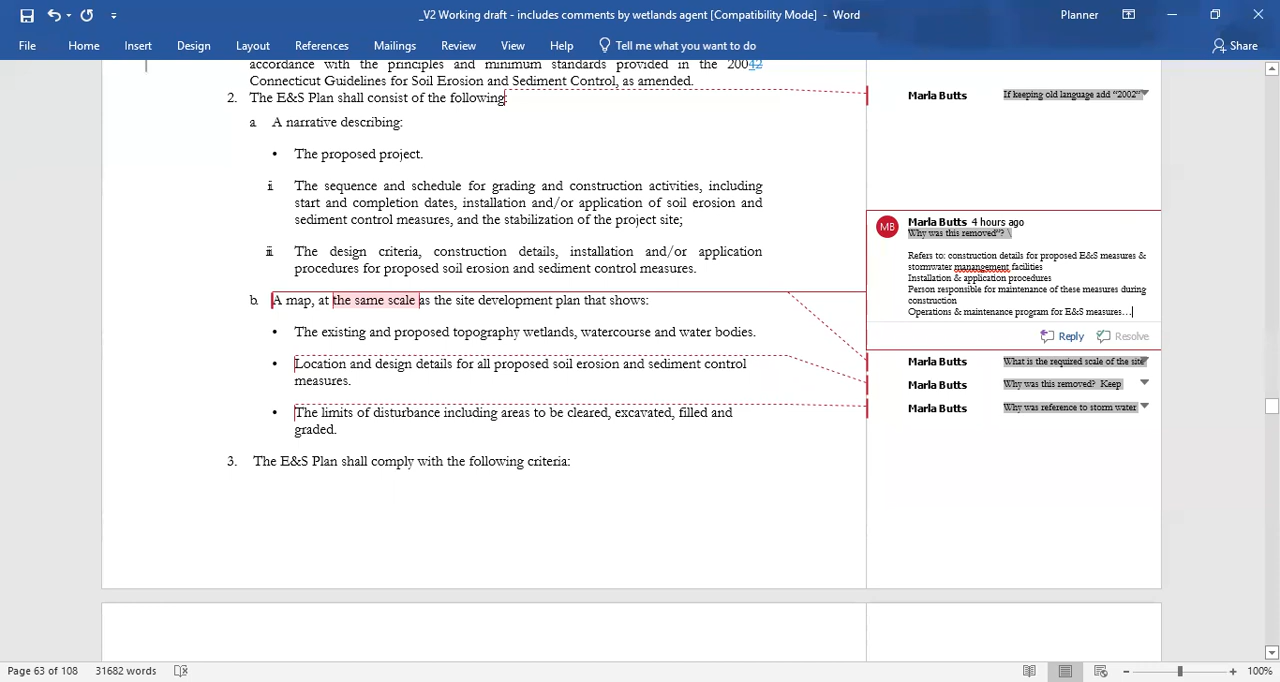 _V2 Working draft - includes comments by wetlands agent [Compatibility Mode] - Word
Planner
File Home Insert Design Layout References Mailings Review View Help Tell me what you want to do Share
accordance with the principles and minimum standards provided in the 20042
Connecticut Guidelines for Soil Erosion and Sediment Control, as amended.
2. The E&S Plan shall consist of the following:
a. A narrative describing:
• The proposed project.
ii. The sequence and schedule for grading and construction activities, including
start and completion dates, installation and/or application of soil erosion and
sediment control measures, and the stabilization of the project site;
iii. The design criteria, construction details, installation and/or application
procedures for proposed soil erosion and sediment control measures.
b. A map, at the same scale as the site development plan that shows:
• The existing and proposed topography wetlands, watercourse and water bodies.
• Location and design details for all proposed soil erosion and sediment control
measures.
• The limits of disturbance including areas to be cleared, excavated, filled and
graded.
3. The E&S Plan shall comply with the following criteria:
Marla Butts If keeping old language add "2002"
MB Marla Butts 4 hours ago
Why was this removed"? \
Refers to: construction details for proposed E&S measures &
stormwater manangement facilities
Installation & application procedures
Person responsible for maintenance of these measures during
construction
Operations & maintenance program for E&S measures…
Reply Resolve
Marla Butts What is the required scale of the site
Marla Butts Why was this removed? Keep
Marla Butts Why was reference to storm water
Page 63 of 108 31682 words 100%